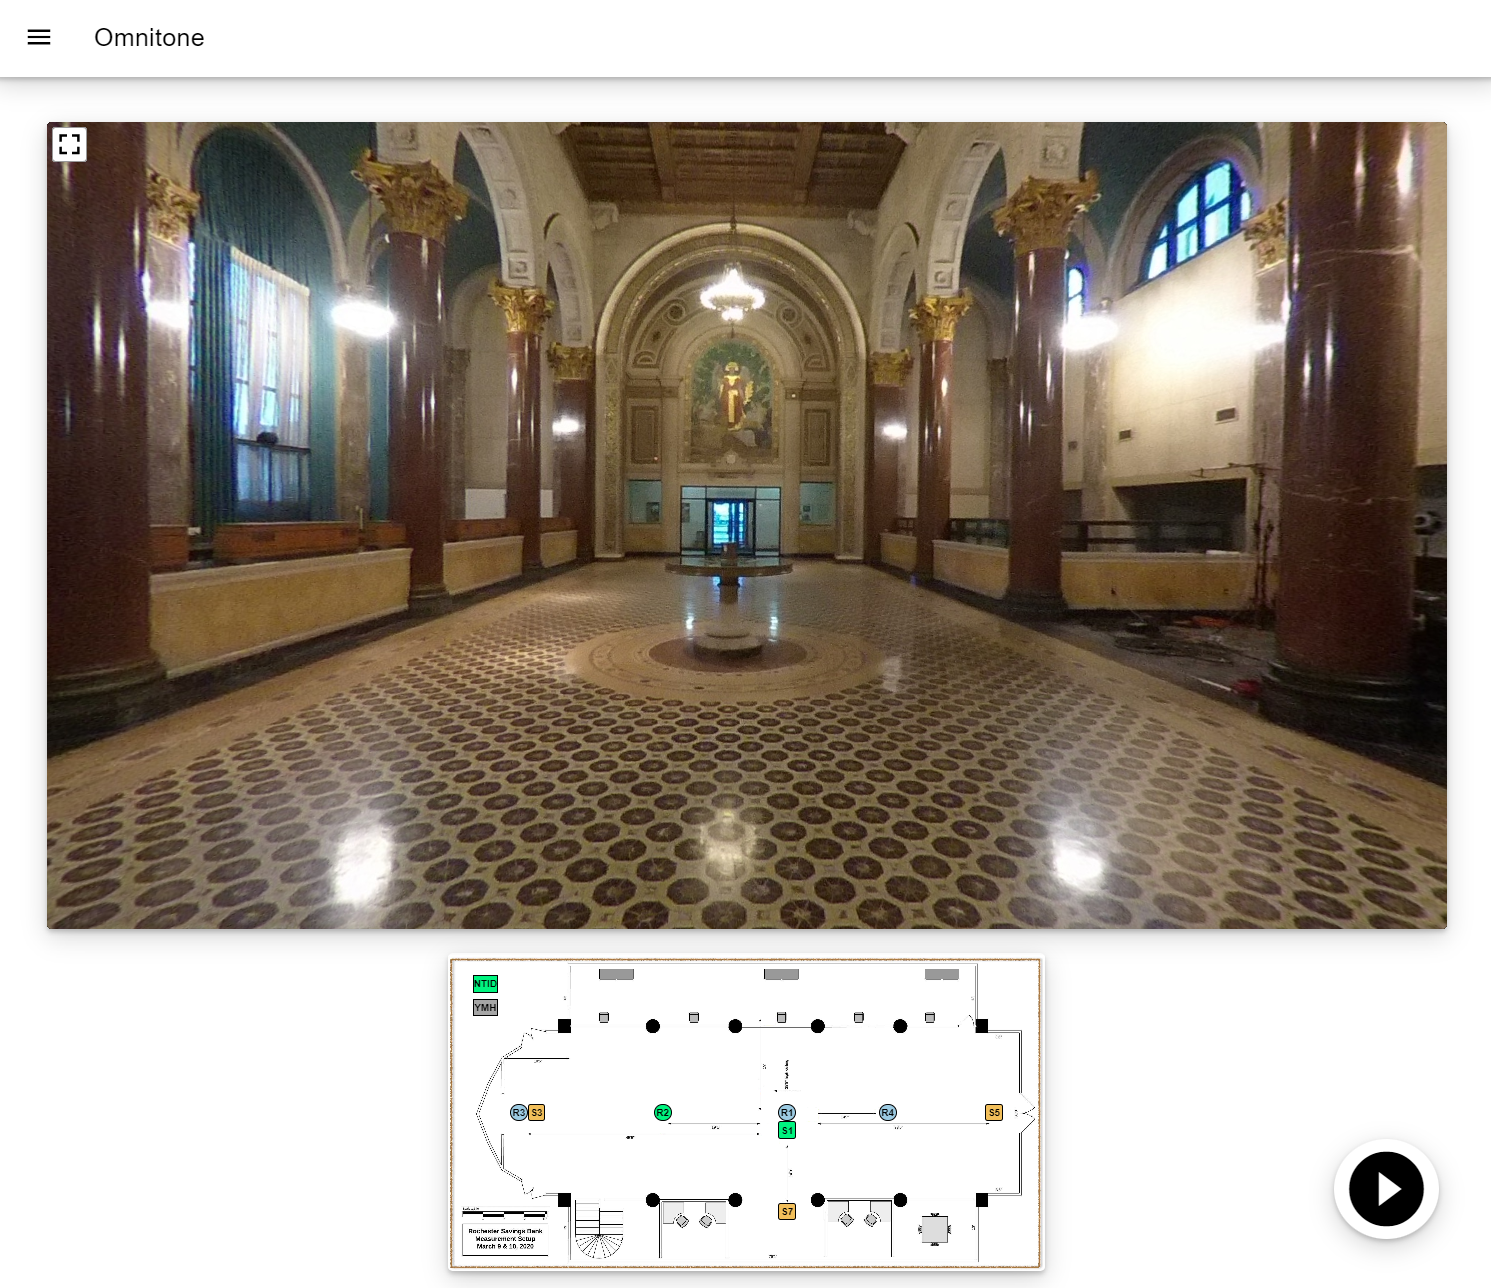 Omnitone
NTID
YMH
R3
S3
R2
R1
S1
R4
S5
S7
Rochester Savings Bank
Measurement Setup
March 9 & 10, 2020